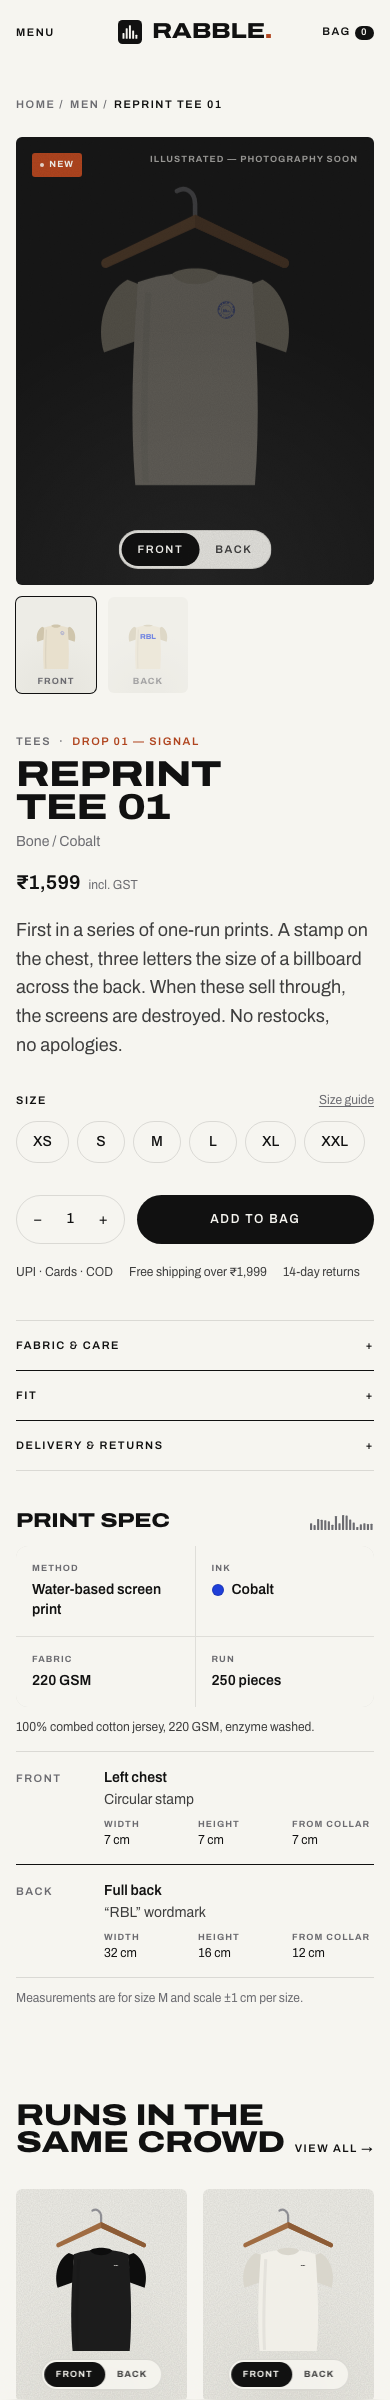 MENU
RABBLE.
BAG 0
HOME / MEN / REPRINT TEE 01
NEW
ILLUSTRATED — PHOTOGRAPHY SOON
FRONT BACK
RBL
FRONT
BACK
TEES · DROP 01 — SIGNAL
REPRINT
TEE 01
Bone / Cobalt
₹1,599 incl. GST
First in a series of one-run prints. A stamp on
the chest, three letters the size of a billboard
across the back. When these sell through,
the screens are destroyed. No restocks,
no apologies.
SIZE
Size guide
XS S M L XL XXL
− 1 +
ADD TO BAG
UPI · Cards · COD Free shipping over ₹1,999 14-day returns
FABRIC & CARE +
FIT +
DELIVERY & RETURNS +
PRINT SPEC
METHOD
Water-based screen
print
INK
Cobalt
FABRIC
220 GSM
RUN
250 pieces
100% combed cotton jersey, 220 GSM, enzyme washed.
FRONT
Left chest
Circular stamp
WIDTH HEIGHT FROM COLLAR
7 cm 7 cm 7 cm
BACK
Full back
“RBL” wordmark
WIDTH HEIGHT FROM COLLAR
32 cm 16 cm 12 cm
Measurements are for size M and scale ±1 cm per size.
RUNS IN THE
SAME CROWD
VIEW ALL →
FRONT BACK
FRONT BACK